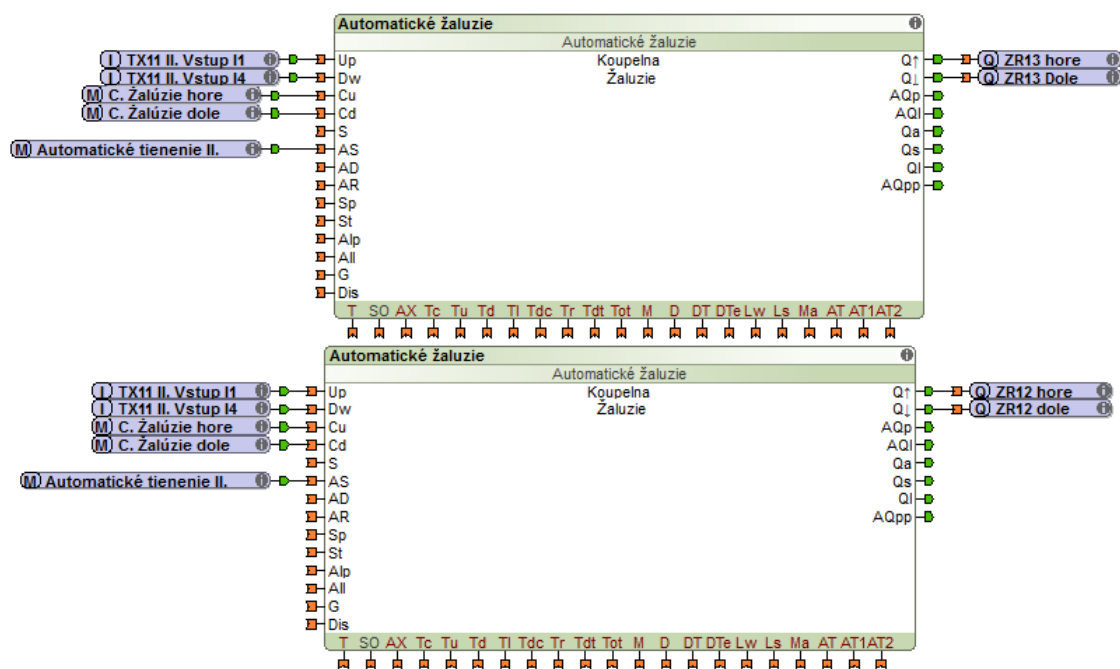 Automatické žaluzie
Automatické žaluzie
I TX11 II. Vstup I1 Up Koupelna Q↑ Q ZR13 hore
I TX11 II. Vstup I4 Dw Žaluzie Q↓ Q ZR13 Dole
M C. Žalúzie hore Cu AQp
M C. Žalúzie dole Cd AQl
S Qa
M Automatické tienenie II. AS Qs
AD Ql
AR AQpp
Sp
St
Alp
All
G
Dis
T SO AX Tc Tu Td Tl Tdc Tr Tdt Tot M D DT DTe Lw Ls Ma AT AT1 AT2
Automatické žaluzie
Automatické žaluzie
I TX11 II. Vstup I1 Up Koupelna Q↑ Q ZR12 hore
I TX11 II. Vstup I4 Dw Žaluzie Q↓ Q ZR12 dole
M C. Žalúzie hore Cu AQp
M C. Žalúzie dole Cd AQl
S Qa
M Automatické tienenie II. AS Qs
AD Ql
AR AQpp
Sp
St
Alp
All
G
Dis
T SO AX Tc Tu Td Tl Tdc Tr Tdt Tot M D DT DTe Lw Ls Ma AT AT1 AT2